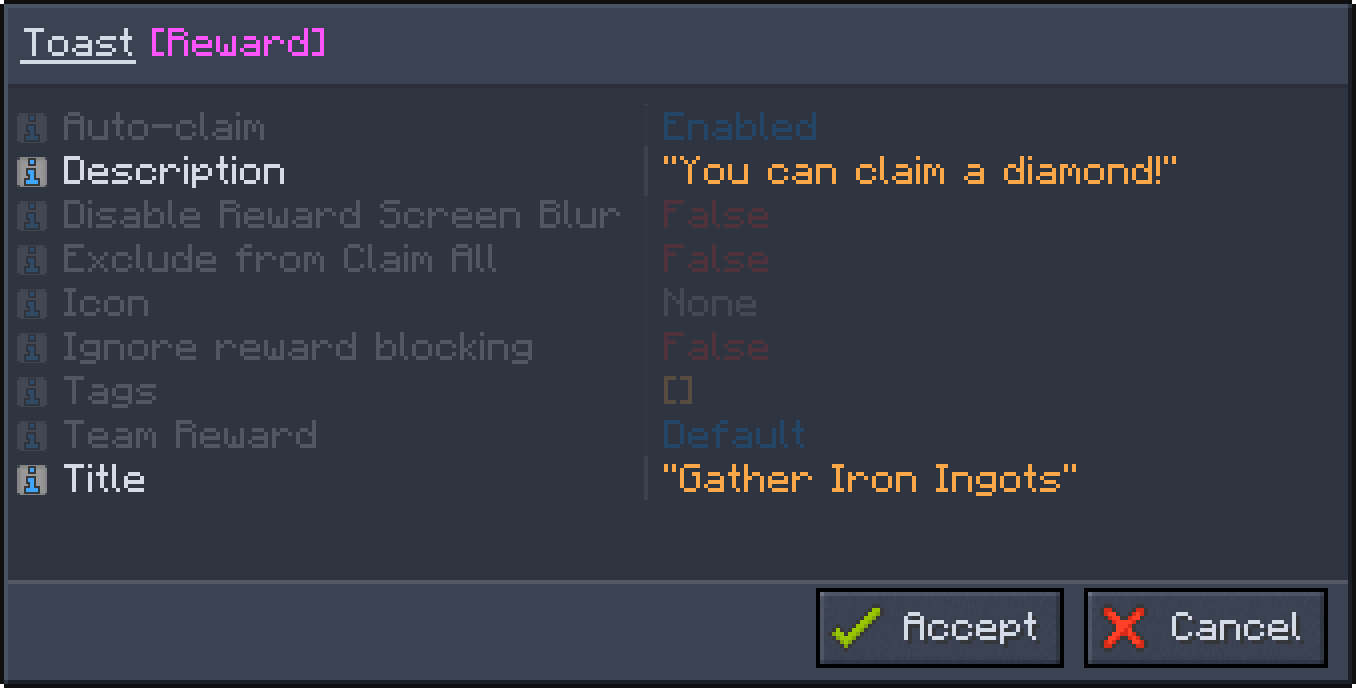 Toast [Reward]
Auto-claim Enabled
Description "You can claim a diamond!"
Disable Reward Screen Blur False
Exclude from Claim All False
Icon None
Ignore reward blocking False
Tags []
Team Reward Default
Title "Gather Iron Ingots"
Accept Cancel